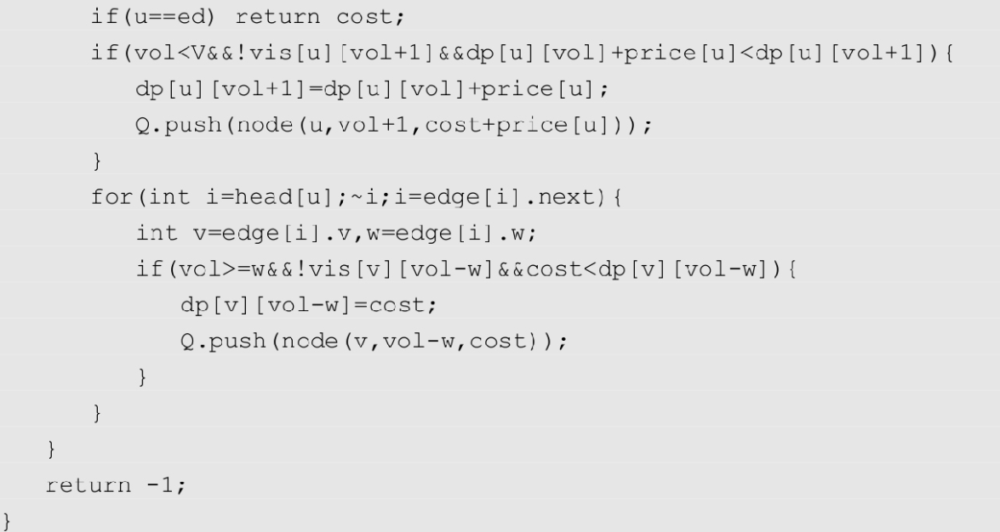 if(u==ed) return cost;
if(vol<V&&!vis[u][vol+1]&&dp[u][vol]+price[u]<dp[u][vol+1]){
dp[u][vol+1]=dp[u][vol]+price[u];
Q.push(node(u,vol+1,cost+price[u]));
}
for(int i=head[u];~i;i=edge[i].next){
int v=edge[i].v,w=edge[i].w;
if(vol>=w&&!vis[v][vol-w]&&cost<dp[v][vol-w]){
dp[v][vol-w]=cost;
Q.push(node(v,vol-w,cost));
}
}
}
return -1;
}